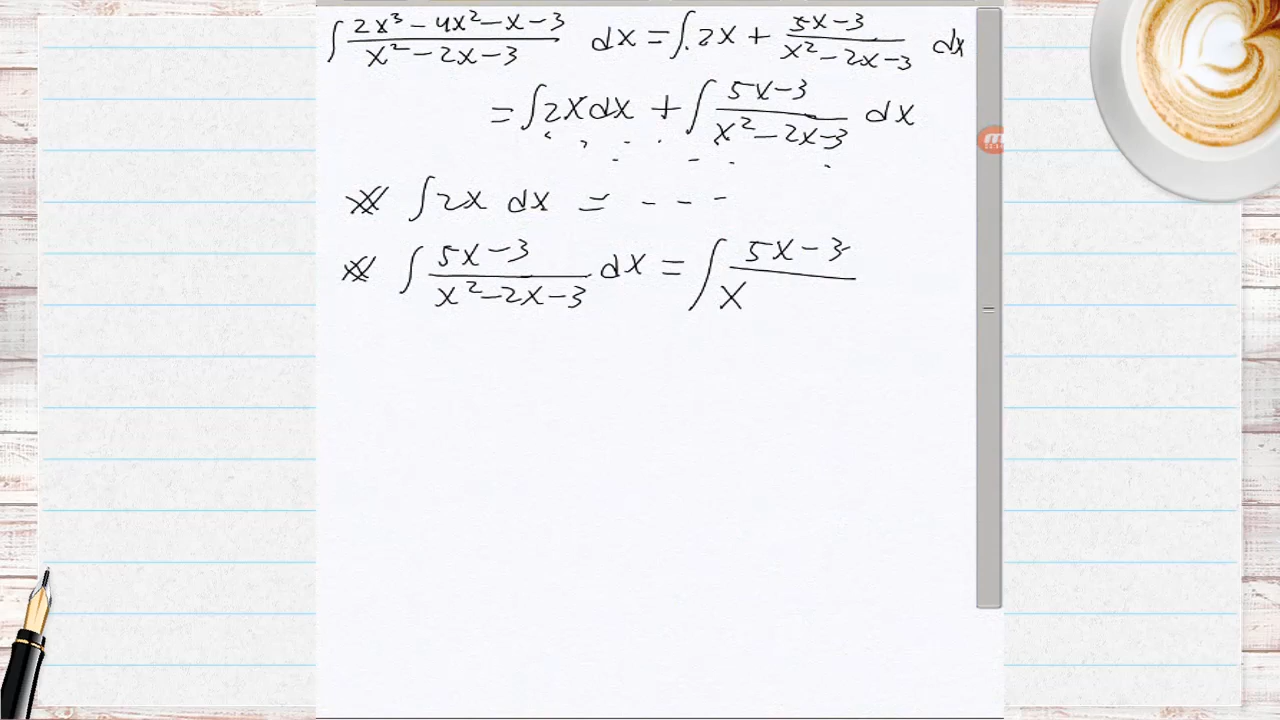 ∫ (2x³ - 4x² - x - 3)/(x² - 2x - 3) dx = ∫ 2x + (5x - 3)/(x² - 2x - 3) dx
= ∫ 2x dx + ∫ (5x - 3)/(x² - 2x - 3) dx
∫ 2x dx = - - -
∫ (5x - 3)/(x² - 2x - 3) dx = ∫ (5x - 3)/x